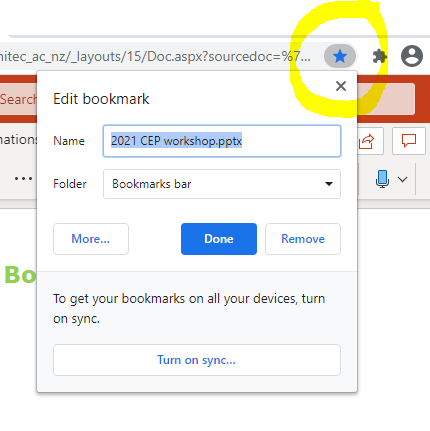 nitec_ac_nz/_layouts/15/Doc.aspx?sourcedoc=%7...
Search
Edit bookmark
nations
Name 2021 CEP workshop.pptx
Folder Bookmarks bar
More... Done Remove
Bo
To get your bookmarks on all your devices, turn
on sync.
Turn on sync...